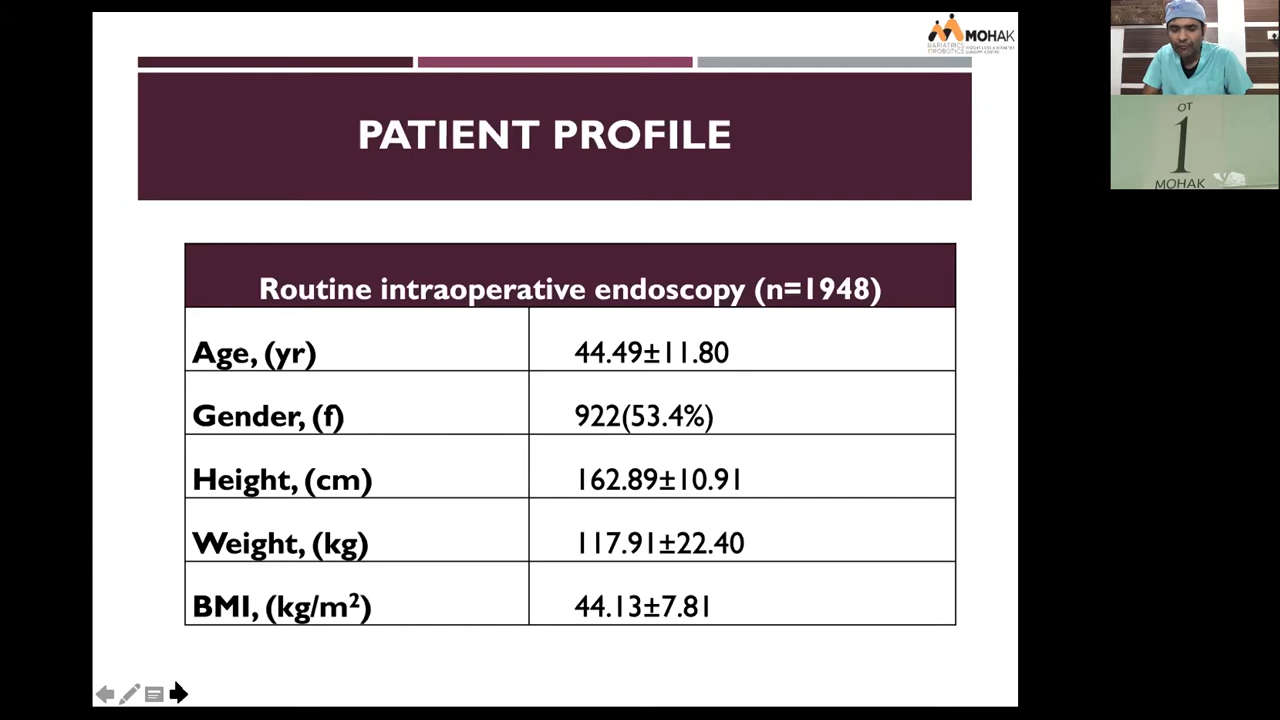 MOHAK
BARIATRICS
& ROBOTICS
PATIENT PROFILE
Routine intraoperative endoscopy (n=1948)
Age, (yr) 44.49±11.80
Gender, (f) 922(53.4%)
Height, (cm) 162.89±10.91
Weight, (kg) 117.91±22.40
BMI, (kg/m²) 44.13±7.81
OT
1
MOHAK